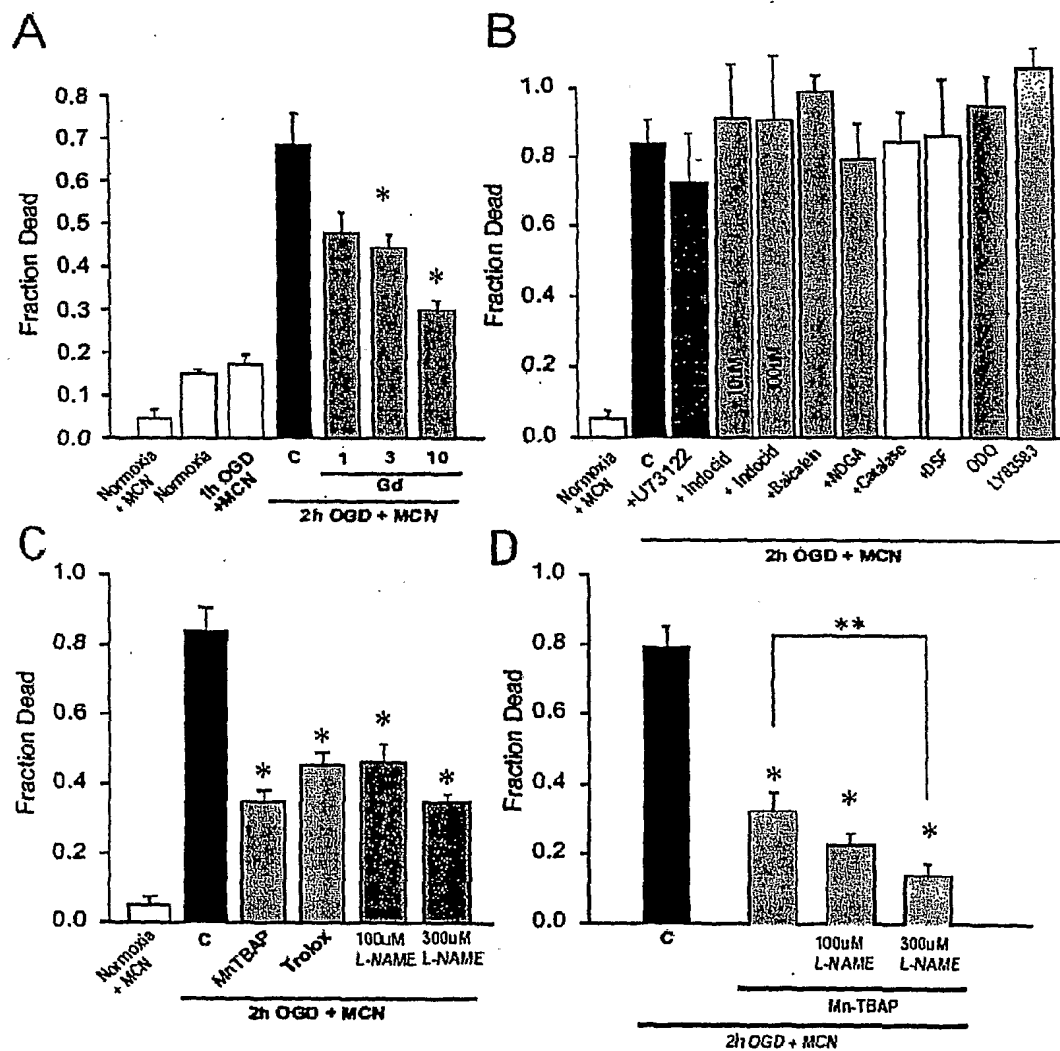 A
Fraction Dead
0.8
0.7
0.6
0.5
0.4
0.3
0.2
0.1
0.0
*
*
Normoxia + MCN
Normoxia
1h OGD +MCN
C
1
3
10
Gd
2h OGD + MCN
B
Fraction Dead
1.0
0.8
0.6
0.4
0.2
0.0
Normoxia + MCN
C
+U73122
+ Indocid
+ Indocid
+Baicalein
+NDGA
+Catalase
+DSF
ODQ
LY83583
2h OGD + MCN
C
Fraction Dead
1.0
0.8
0.6
0.4
0.2
0.0
*
*
*
*
Normoxia + MCN
C
MnTBAP
Trolox
100uM L-NAME
300uM L-NAME
2h OGD + MCN
D
Fraction Dead
1.0
0.8
0.6
0.4
0.2
0.0
**
*
*
*
C
100uM L-NAME
300uM L-NAME
Mn-TBAP
2h OGD + MCN